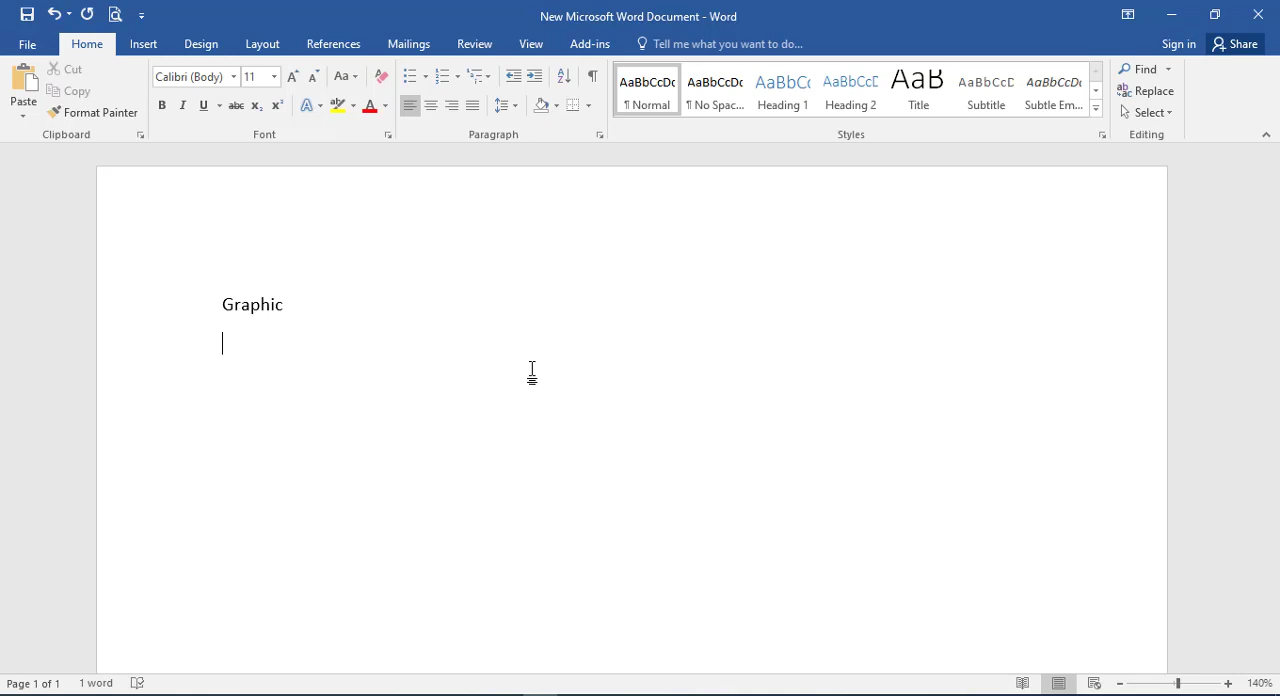 New Microsoft Word Document - Word
File Home Insert Design Layout References Mailings Review View Add-ins Tell me what you want to do... Sign in Share
Paste
Cut
Copy
Format Painter
Clipboard
Calibri (Body) 11
Font
Paragraph
AaBbCcDc AaBbCcDc AaBbCc AaBbCcD AaB AaBbCcD AaBbCcDc
¶ Normal ¶ No Spac... Heading 1 Heading 2 Title Subtitle Subtle Em...
Styles
Find
Replace
Select
Editing
Graphic
Page 1 of 1 1 word 140%